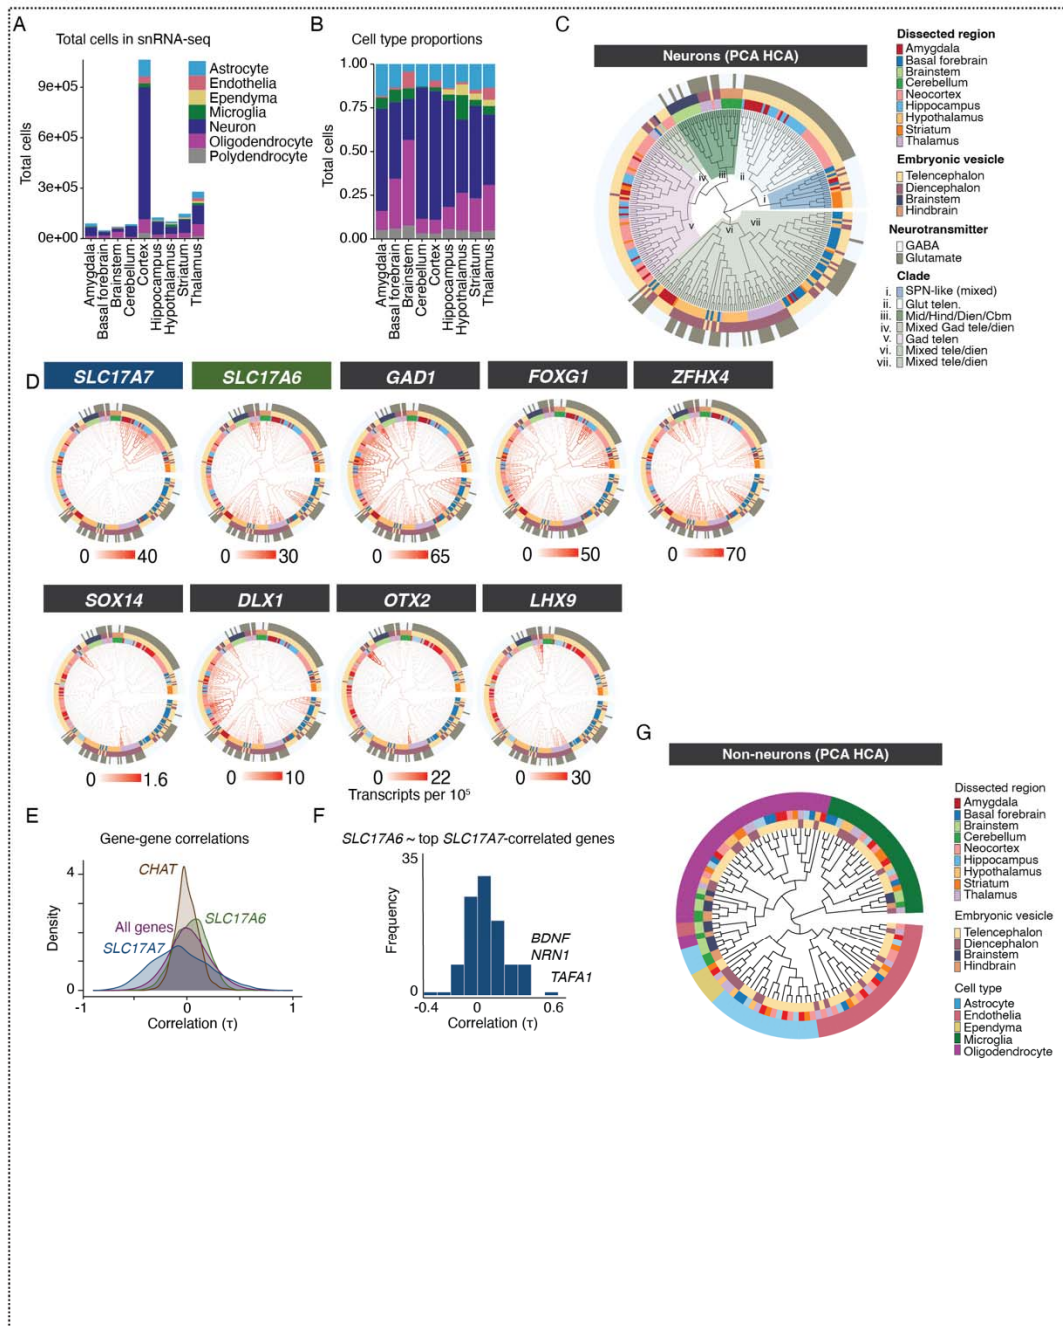 A
Total cells in snRNA-seq
Total cells
9e+05
6e+05
3e+05
0e+00
Astrocyte
Endothelia
Ependyma
Microglia
Neuron
Oligodendrocyte
Polydendrocyte
Amygdala
Basal forebrain
Brainstem
Cerebellum
Cortex
Hippocampus
Hypothalamus
Striatum
Thalamus
B
Cell type proportions
1.00
0.75
0.50
0.25
0.00
Amygdala
Basal forebrain
Brainstem
Cerebellum
Cortex
Hippocampus
Hypothalamus
Striatum
Thalamus
C
Neurons (PCA HCA)
i
ii
iii
iv
v
vi
vii
Dissected region
Amygdala
Basal forebrain
Brainstem
Cerebellum
Neocortex
Hippocampus
Hypothalamus
Striatum
Thalamus
Embryonic vesicle
Telencephalon
Diencephalon
Brainstem
Hindbrain
Neurotransmitter
GABA
Glutamate
Clade
i. SPN-like (mixed)
ii. Glut telen.
iii. Mid/Hind/Dien/Cbm
iv. Mixed Gad tele/dien
v. Gad telen
vi. Mixed tele/dien
vii. Mixed tele/dien
D
SLC17A7
SLC17A6
GAD1
FOXG1
ZFHX4
0 40
0 30
0 65
0 50
0 70
SOX14
DLX1
OTX2
LHX9
0 1.6
0 10
0 22
0 30
Transcripts per 10⁵
E
Gene-gene correlations
Density
4
2
0
CHAT
All genes
SLC17A6
SLC17A7
-1 0 1
Correlation (τ)
F
SLC17A6 ~ top SLC17A7-correlated genes
Frequency
35
0
BDNF
NRN1
TAFA1
-0.4 0 0.6
Correlation (τ)
G
Non-neurons (PCA HCA)
Dissected region
Amygdala
Basal forebrain
Brainstem
Cerebellum
Neocortex
Hippocampus
Hypothalamus
Striatum
Thalamus
Embryonic vesicle
Telencephalon
Diencephalon
Brainstem
Hindbrain
Cell type
Astrocyte
Endothelia
Ependyma
Microglia
Oligodendrocyte